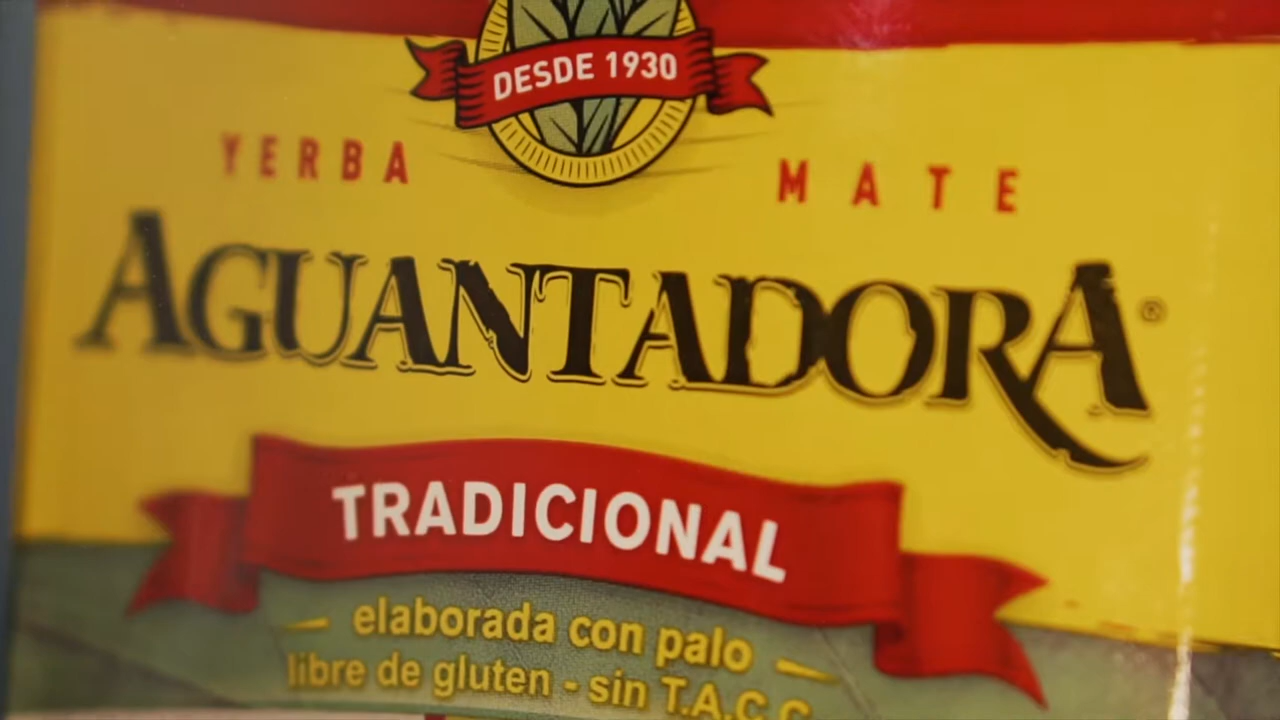 DESDE 1930
YERBA MATE
AGUANTADORA®
TRADICIONAL
elaborada con palo
libre de gluten - sin T.A.C.C.